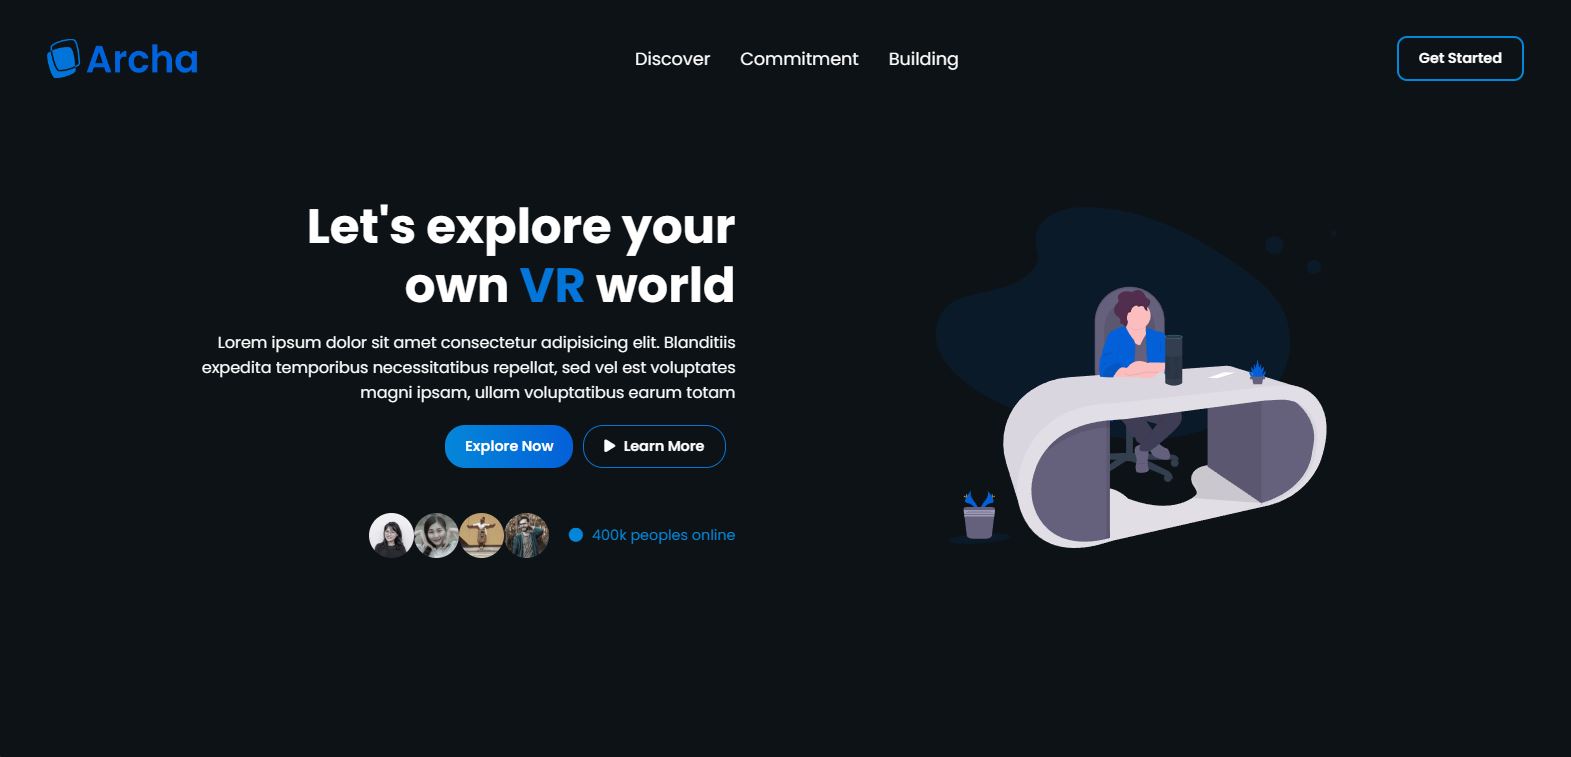 Archa
Discover
Commitment
Building
Get Started
Let's explore your
own VR world
Lorem ipsum dolor sit amet consectetur adipisicing elit. Blanditiis
expedita temporibus necessitatibus repellat, sed vel est voluptates
magni ipsam, ullam voluptatibus earum totam
Explore Now
Learn More
400k peoples online